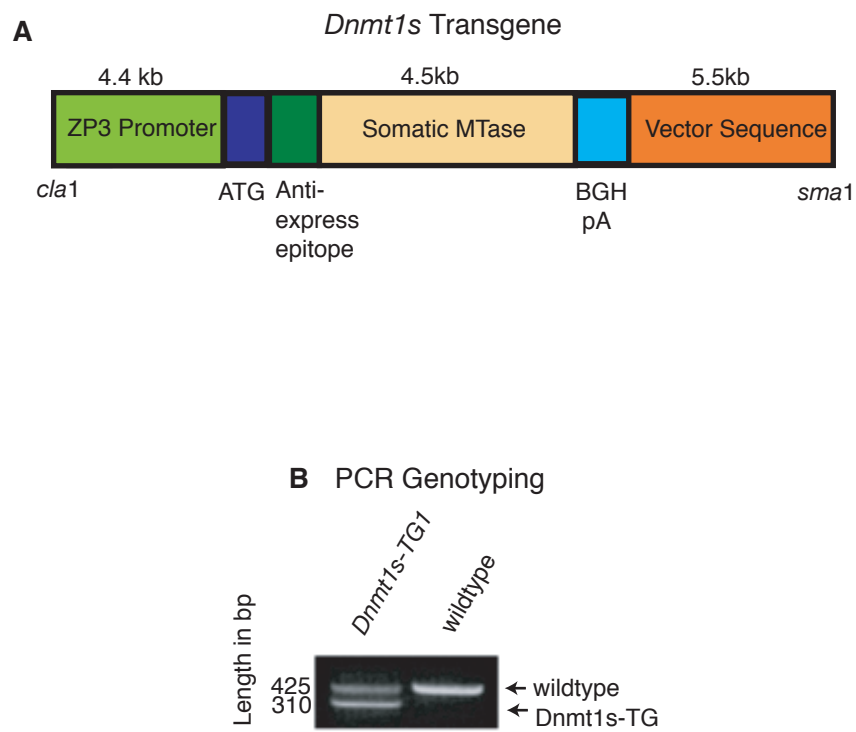 A
Dnmt1s Transgene
4.4 kb
4.5kb
5.5kb
ZP3 Promoter
Somatic MTase
Vector Sequence
cla1
ATG
Anti-
express
epitope
BGH
pA
sma1
B PCR Genotyping
Dnmt1s-TG1
wildtype
Length in bp
425
310
wildtype
Dnmt1s-TG